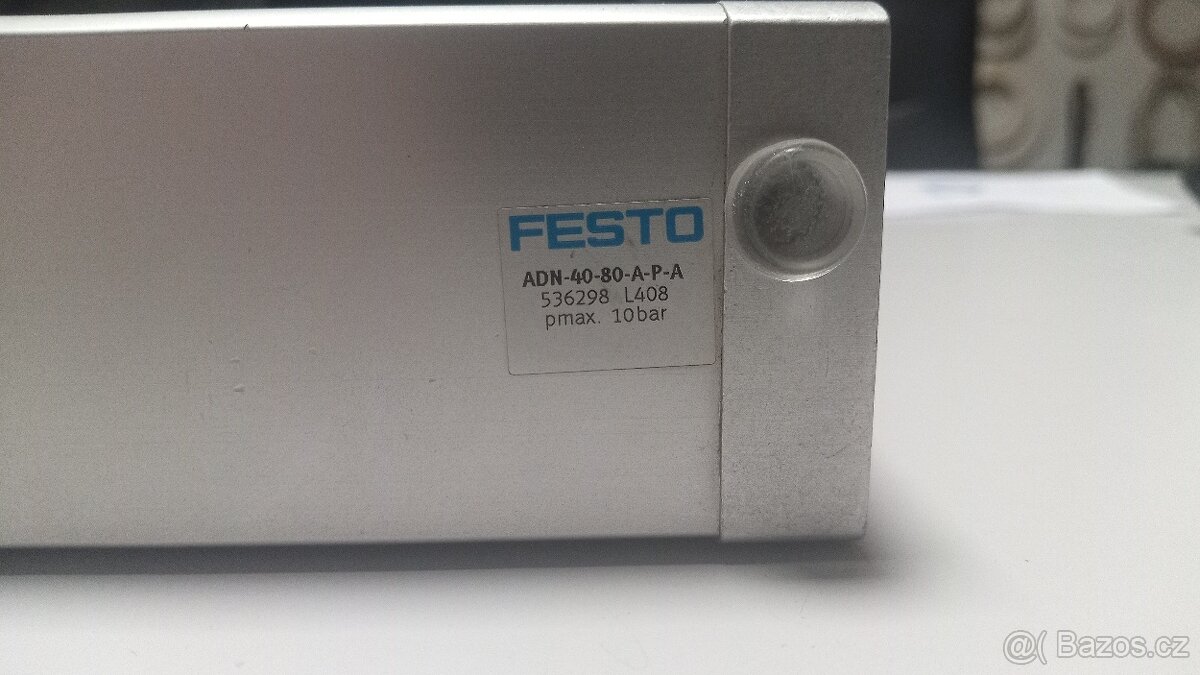 FESTO
ADN-40-80-A-P-A
536298 L408
pmax. 10bar
@( Bazos.cz